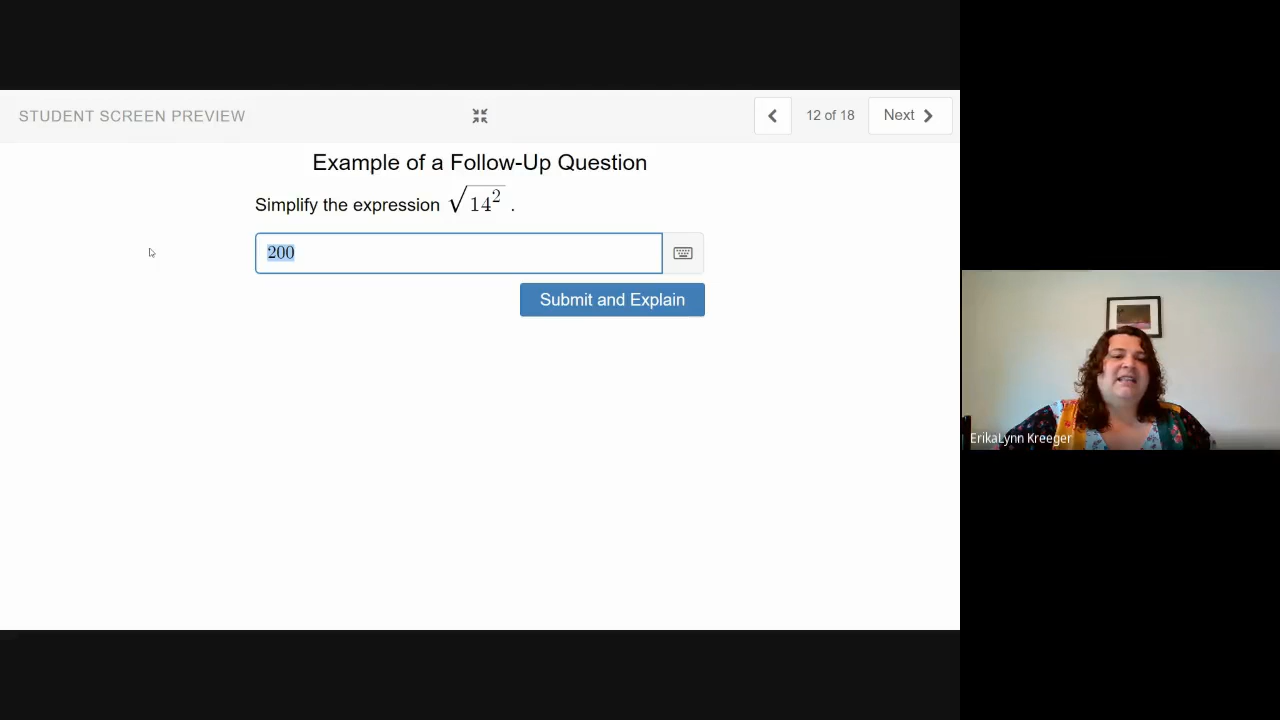 STUDENT SCREEN PREVIEW
12 of 18
Next
Example of a Follow-Up Question
Simplify the expression √14² .
200
Submit and Explain
ErikaLynn Kreeger